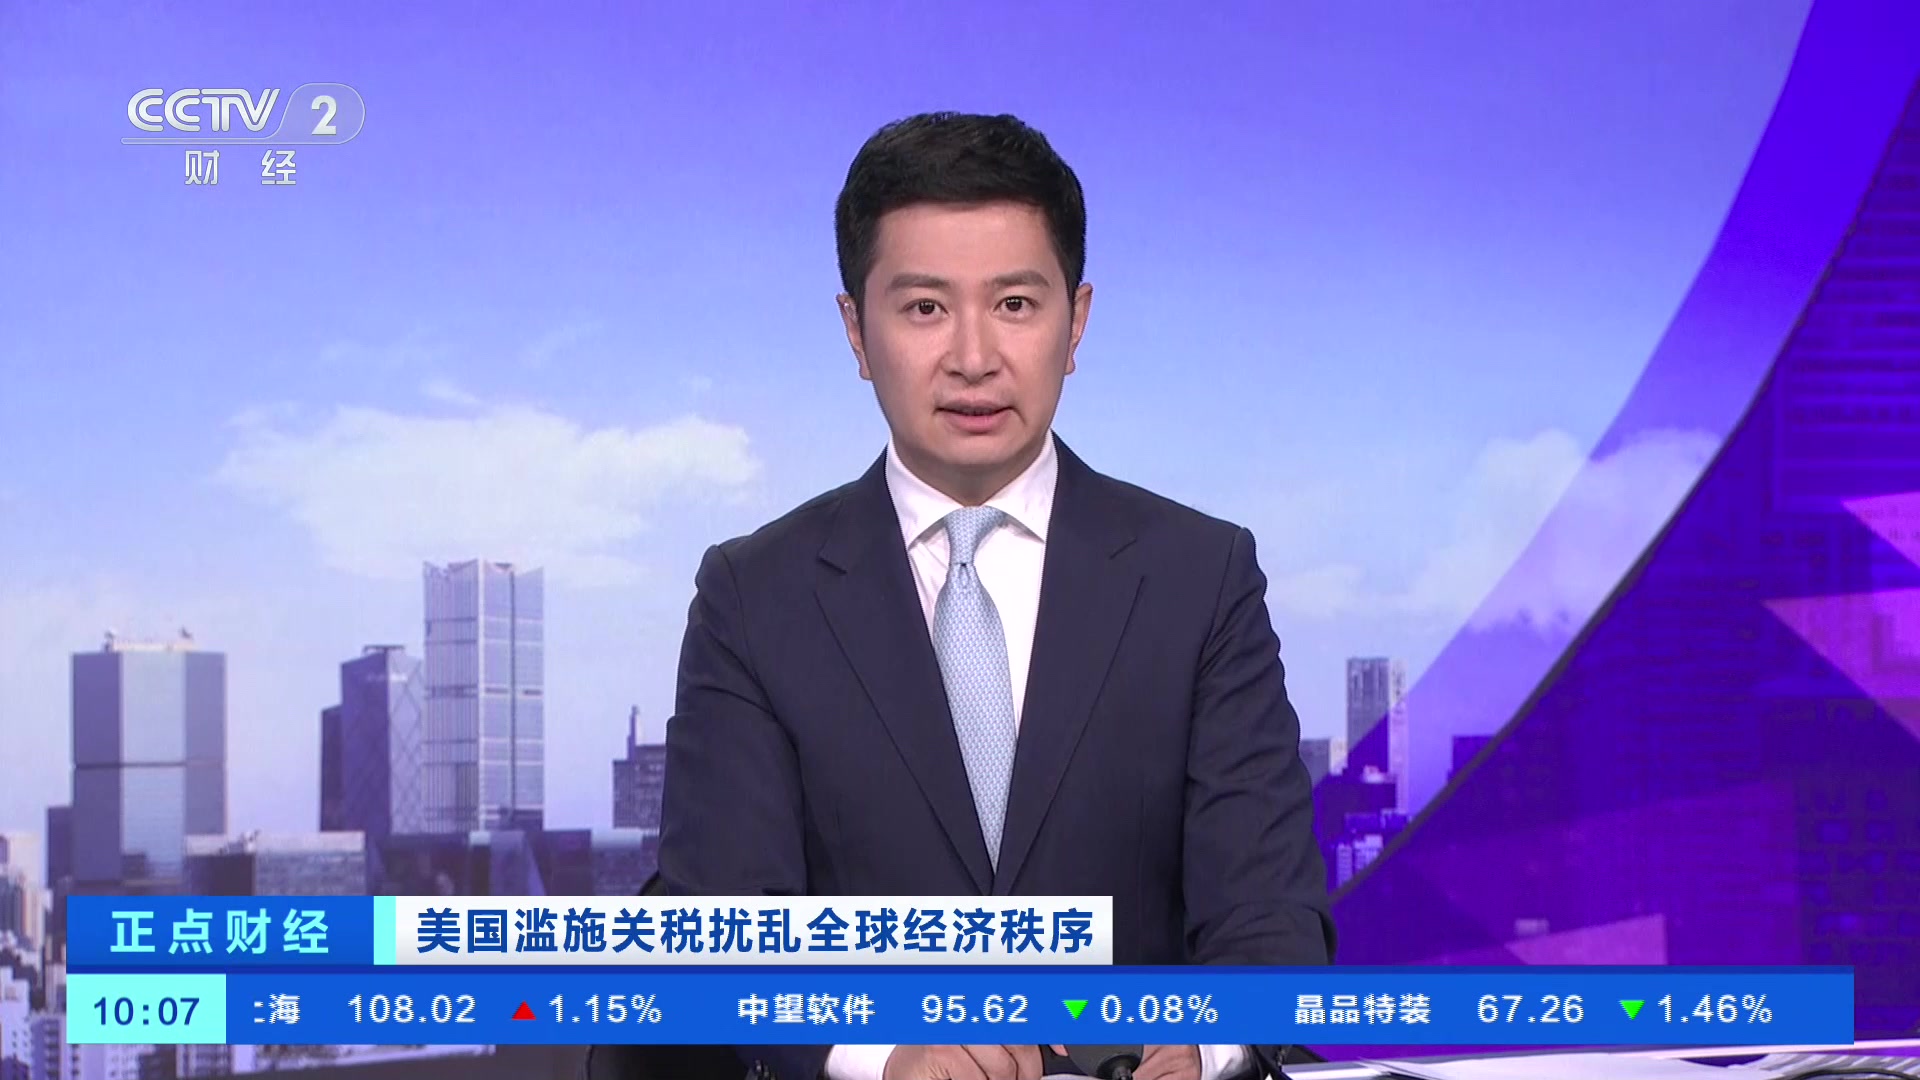 CCTV 2
财 经
正点财经 美国滥施关税扰乱全球经济秩序
10:07 海 108.02 ▲1.15% 中望软件 95.62 ▼0.08% 晶品特装 67.26 ▼1.46%